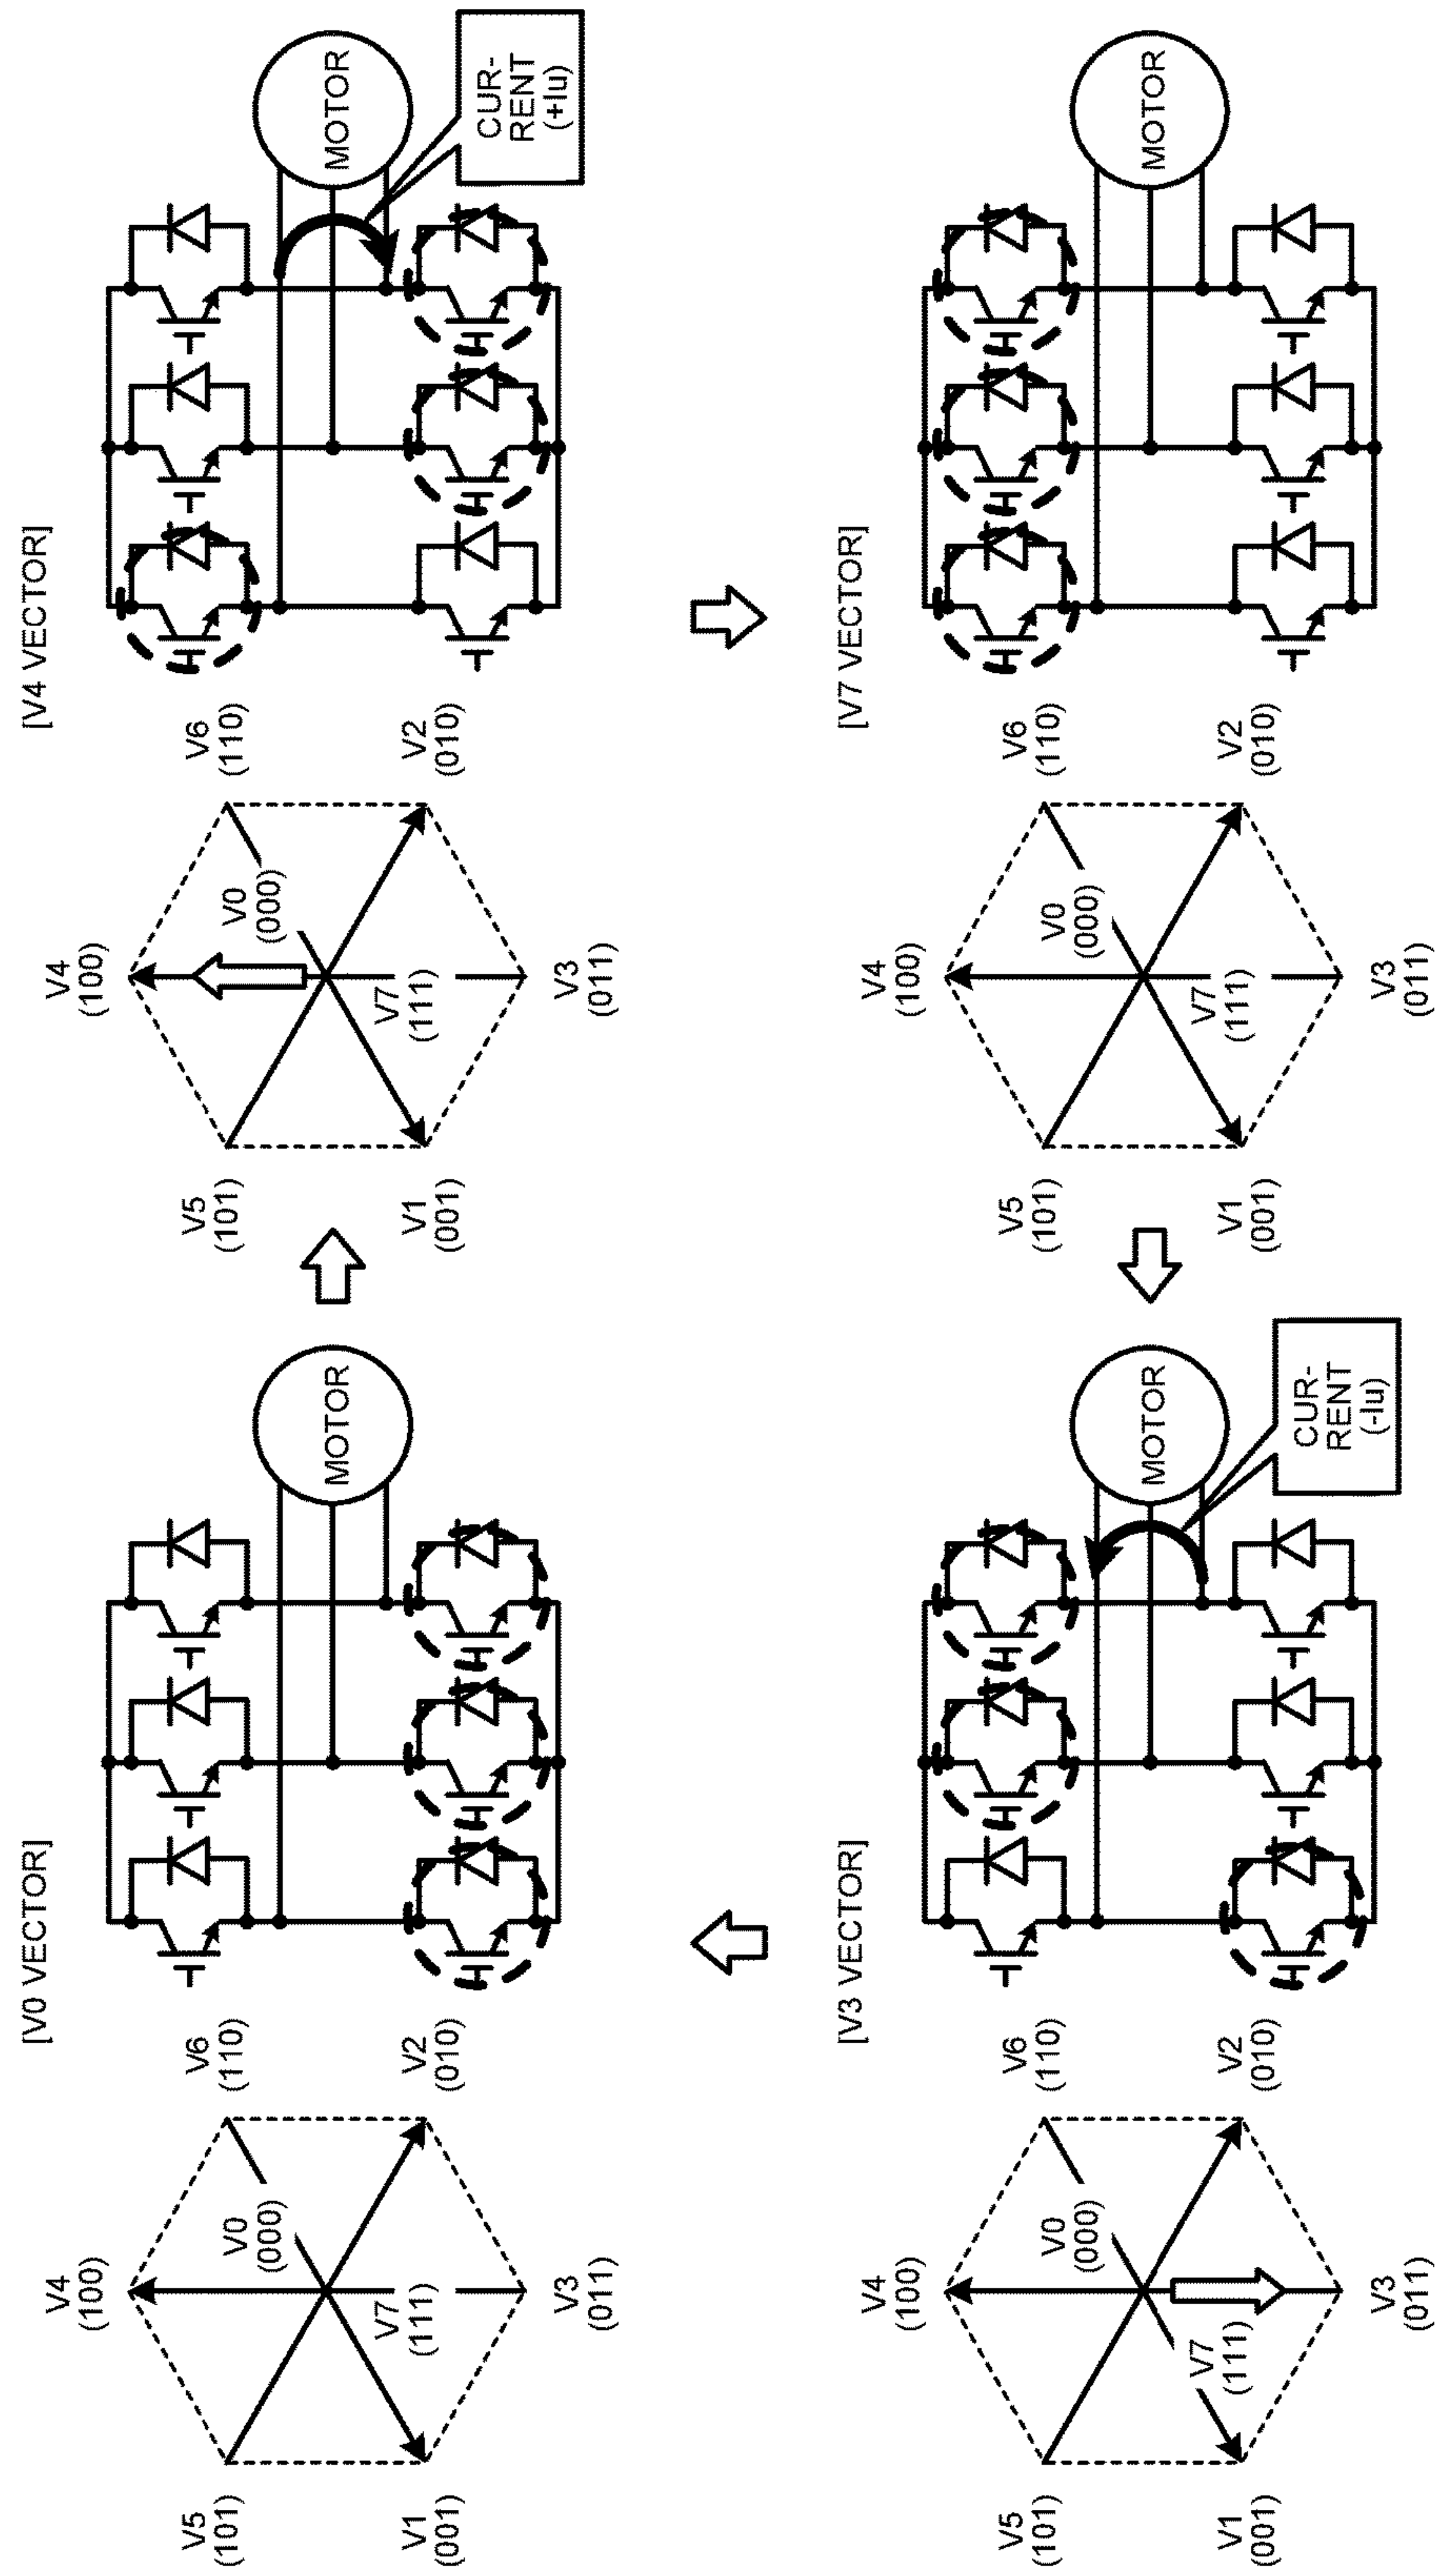 [V0 VECTOR]
V4
(100)
V5
(101)
V6
(110)
V0
(000)
V7
(111)
V1
(001)
V2
(010)
V3
(011)
MOTOR
[V4 VECTOR]
V4
(100)
V5
(101)
V6
(110)
V0
(000)
V7
(111)
V1
(001)
V2
(010)
V3
(011)
MOTOR
CUR-
RENT
(+Iu)
[V3 VECTOR]
V4
(100)
V5
(101)
V6
(110)
V0
(000)
V7
(111)
V1
(001)
V2
(010)
V3
(011)
MOTOR
CUR-
RENT
(-Iu)
[V7 VECTOR]
V4
(100)
V5
(101)
V6
(110)
V0
(000)
V7
(111)
V1
(001)
V2
(010)
V3
(011)
MOTOR